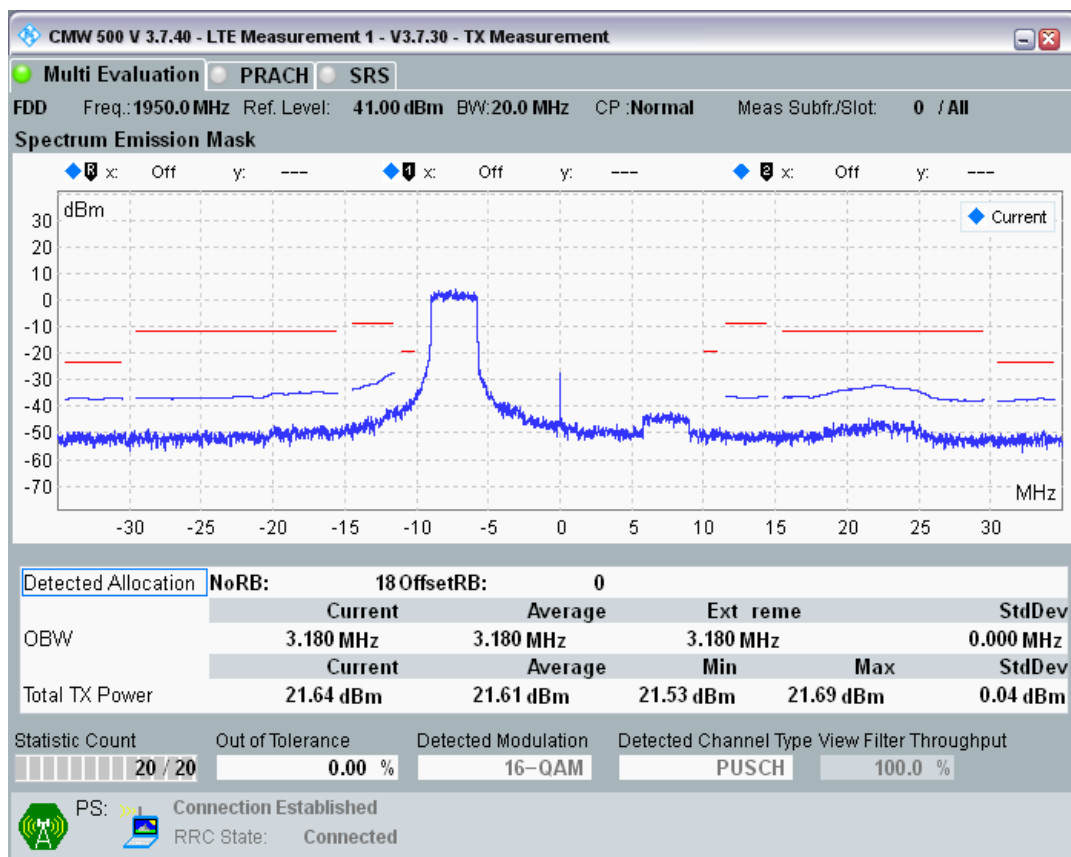 CMW 500 V 3.7.40 - LTE Measurement 1 - V3.7.30 - TX Measurement
Multi Evaluation PRACH SRS
FDD Freq.: 1950.0 MHz Ref. Level: 41.00 dBm BW: 20.0 MHz CP : Normal Meas Subfr./Slot: 0 / All
Spectrum Emission Mask
R x: Off y: --- 1 x: Off y: --- 2 x: Off y: ---
dBm
Current
30
20
10
0
-10
-20
-30
-40
-50
-60
-70
MHz
-30 -25 -20 -15 -10 -5 0 5 10 15 20 25 30
Detected Allocation NoRB: 18 OffsetRB: 0
Current Average Ext reme StdDev
OBW 3.180 MHz 3.180 MHz 3.180 MHz 0.000 MHz
Current Average Min Max StdDev
Total TX Power 21.64 dBm 21.61 dBm 21.53 dBm 21.69 dBm 0.04 dBm
Statistic Count Out of Tolerance Detected Modulation Detected Channel Type View Filter Throughput
20 / 20 0.00 % 16-QAM PUSCH 100.0 %
PS: Connection Established
RRC State: Connected